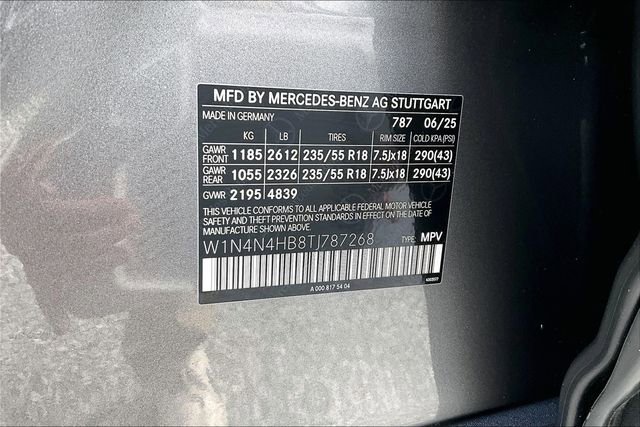 MFD BY MERCEDES-BENZ AG STUTTGART
MADE IN GERMANY 787 06/25
KG LB TIRES RIM SIZE COLD KPA (PSI)
GAWR FRONT 1185 2612 235/55 R18 7.5Jx18 290(43)
GAWR REAR 1055 2326 235/55 R18 7.5Jx18 290(43)
GVWR 2195 4839
THIS VEHICLE CONFORMS TO ALL APPLICABLE FEDERAL MOTOR VEHICLE
SAFETY AND THEFT PREVENTION STANDARDS IN EFFECT ON THE DATE OF
MANUFACTURE SHOWN ABOVE.
W1N4N4HB8TJ787268 TYPE: MPV
A 000 817 54 04